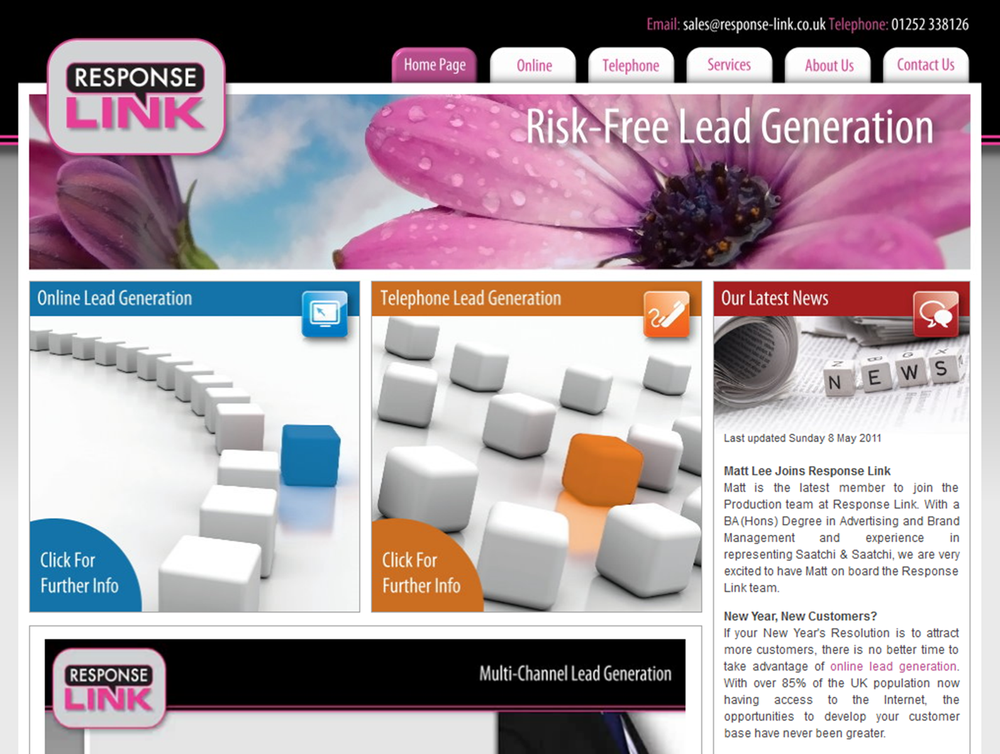 Email: sales@response-link.co.uk Telephone: 01252 338126
RESPONSE
LINK
Home Page
Online
Telephone
Services
About Us
Contact Us
Risk-Free Lead Generation
Online Lead Generation
Click For
Further Info
Telephone Lead Generation
Click For
Further Info
Our Latest News
N E W S
Last updated Sunday 8 May 2011
Matt Lee Joins Response Link
Matt is the latest member to join the
Production team at Response Link. With a
BA(Hons) Degree in Advertising and Brand
Management and experience in
representing Saatchi & Saatchi, we are very
excited to have Matt on board the Response
Link team.
New Year, New Customers?
If your New Year's Resolution is to attract
more customers, there is no better time to
take advantage of online lead generation.
With over 85% of the UK population now
having access to the Internet, the
opportunities to develop your customer
base have never been greater.
RESPONSE
LINK
Multi-Channel Lead Generation